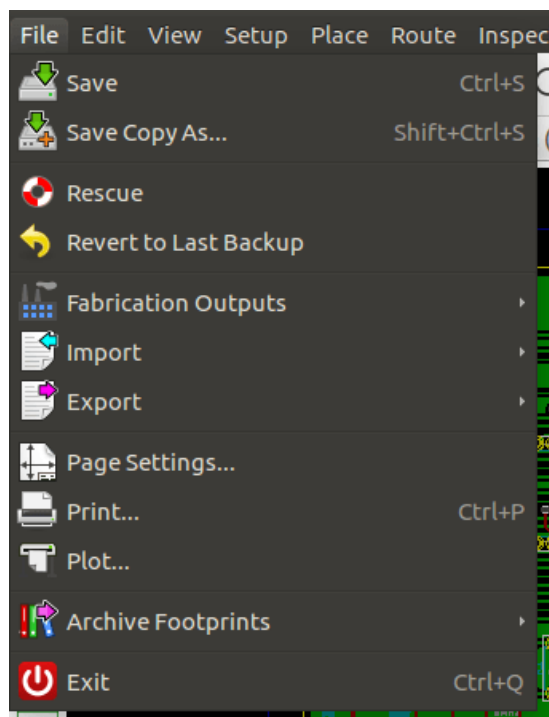 File Edit View Setup Place Route Inspec
Save Ctrl+S
Save Copy As... Shift+Ctrl+S
Rescue
Revert to Last Backup
Fabrication Outputs
Import
Export
Page Settings...
Print... Ctrl+P
Plot...
Archive Footprints
Exit Ctrl+Q